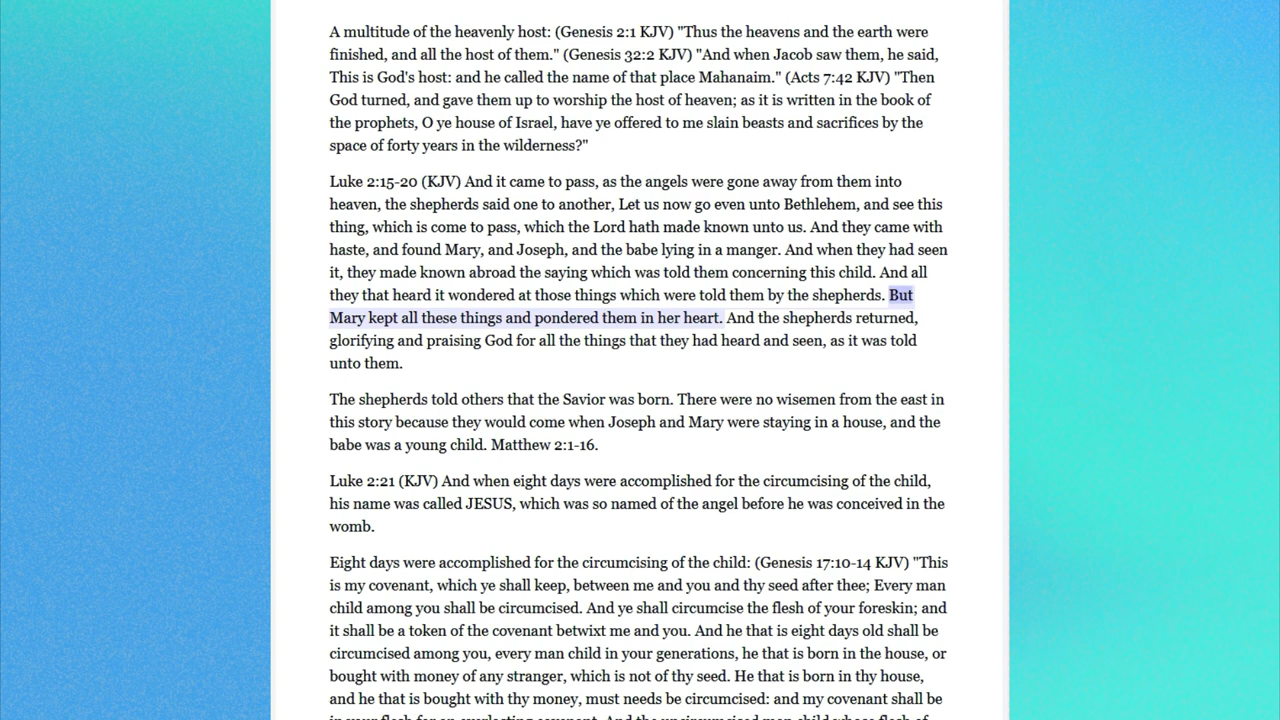 A multitude of the heavenly host: (Genesis 2:1 KJV) "Thus the heavens and the earth were
finished, and all the host of them." (Genesis 32:2 KJV) "And when Jacob saw them, he said,
This is God's host: and he called the name of that place Mahanaim." (Acts 7:42 KJV) "Then
God turned, and gave them up to worship the host of heaven; as it is written in the book of
the prophets, O ye house of Israel, have ye offered to me slain beasts and sacrifices by the
space of forty years in the wilderness?"
Luke 2:15-20 (KJV) And it came to pass, as the angels were gone away from them into
heaven, the shepherds said one to another, Let us now go even unto Bethlehem, and see this
thing, which is come to pass, which the Lord hath made known unto us. And they came with
haste, and found Mary, and Joseph, and the babe lying in a manger. And when they had seen
it, they made known abroad the saying which was told them concerning this child. And all
they that heard it wondered at those things which were told them by the shepherds. But
Mary kept all these things and pondered them in her heart. And the shepherds returned,
glorifying and praising God for all the things that they had heard and seen, as it was told
unto them.
The shepherds told others that the Savior was born. There were no wisemen from the east in
this story because they would come when Joseph and Mary were staying in a house, and the
babe was a young child. Matthew 2:1-16.
Luke 2:21 (KJV) And when eight days were accomplished for the circumcising of the child,
his name was called JESUS, which was so named of the angel before he was conceived in the
womb.
Eight days were accomplished for the circumcising of the child: (Genesis 17:10-14 KJV) "This
is my covenant, which ye shall keep, between me and you and thy seed after thee; Every man
child among you shall be circumcised. And ye shall circumcise the flesh of your foreskin; and
it shall be a token of the covenant betwixt me and you. And he that is eight days old shall be
circumcised among you, every man child in your generations, he that is born in the house, or
bought with money of any stranger, which is not of thy seed. He that is born in thy house,
and he that is bought with thy money, must needs be circumcised: and my covenant shall be
in your flesh for an everlasting covenant. And the uncircumcised man child whose flesh of